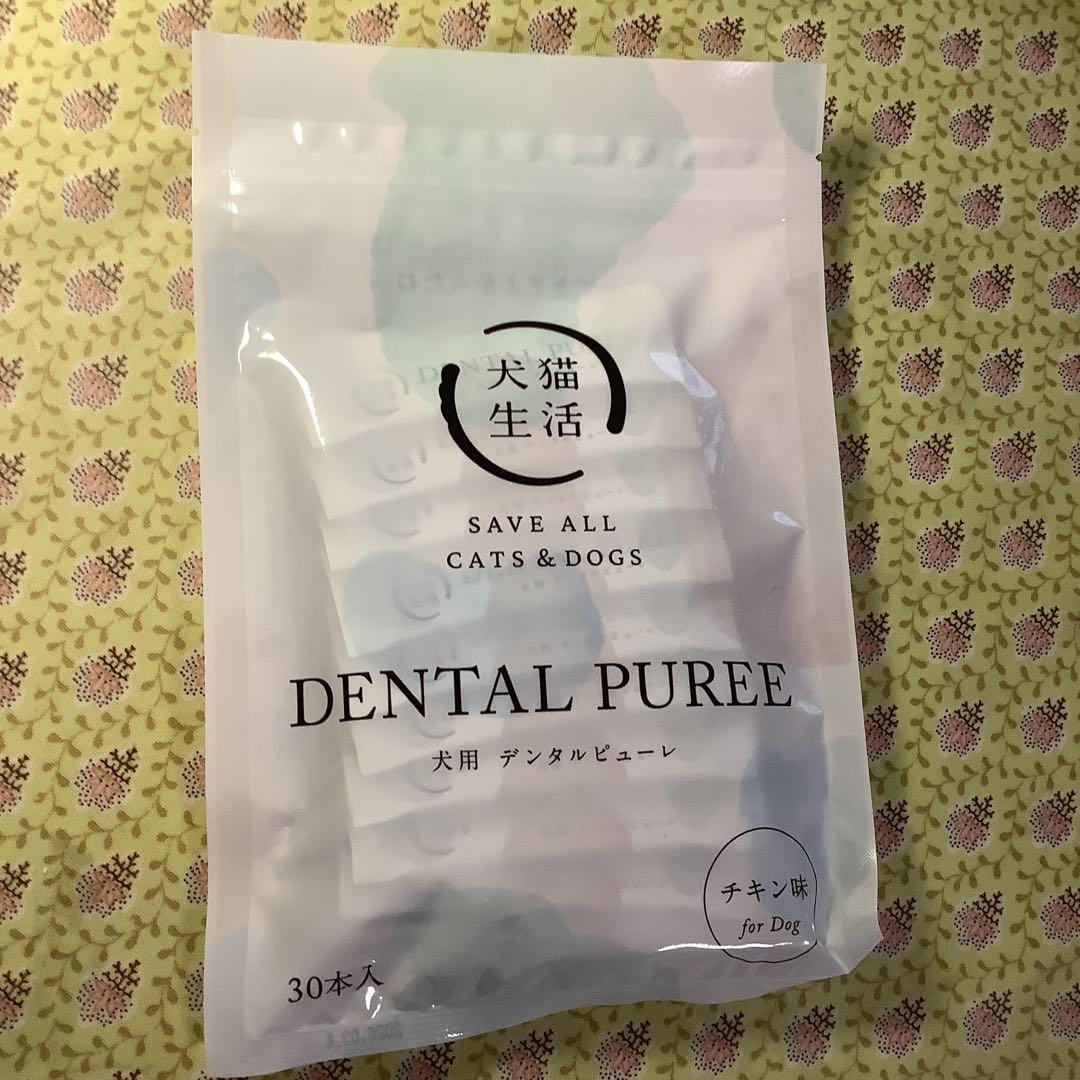 犬猫
生活
SAVE ALL
CATS & DOGS
DENTAL PUREE
犬用 デンタルピューレ
チキン味
for Dog
30本入